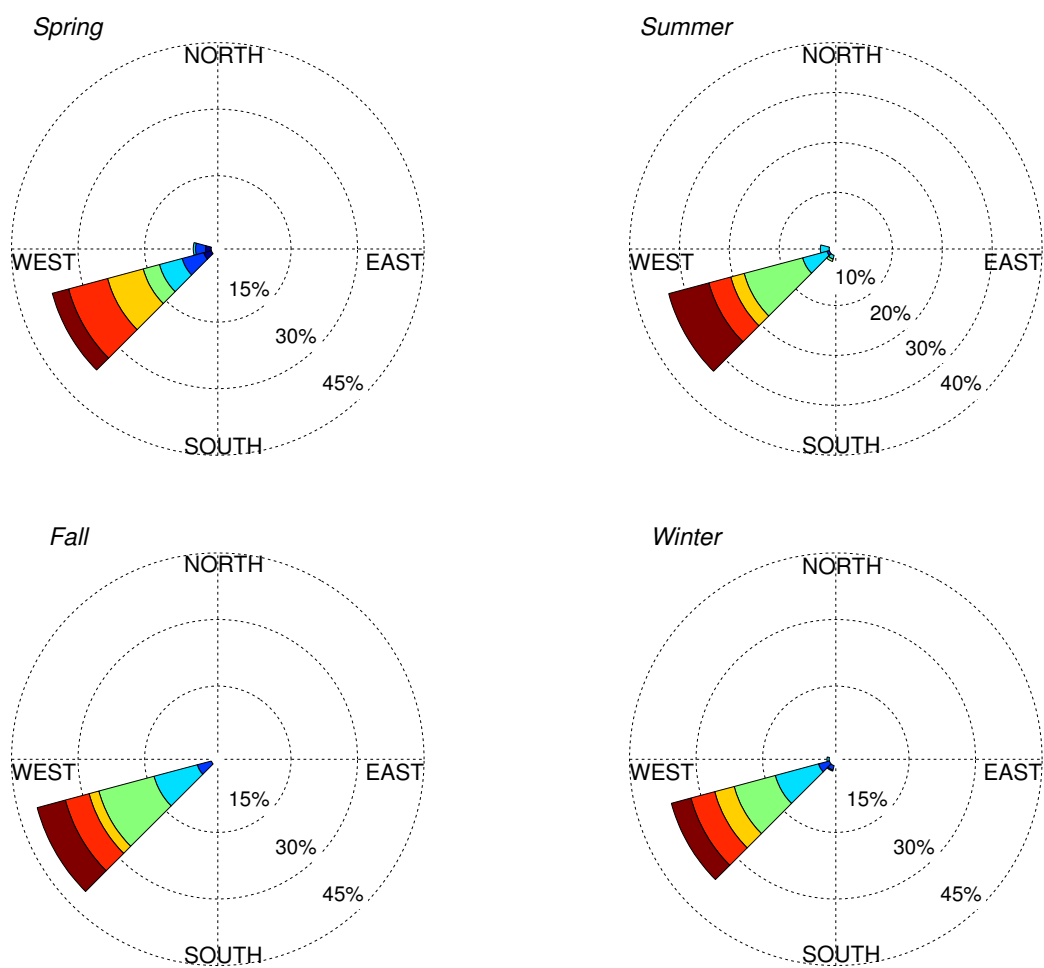 Spring
NORTH
WEST
EAST
15%
30%
45%
SOUTH
Summer
NORTH
WEST
EAST
10%
20%
30%
40%
SOUTH
Fall
NORTH
WEST
EAST
15%
30%
45%
SOUTH
Winter
NORTH
WEST
EAST
15%
30%
45%
SOUTH